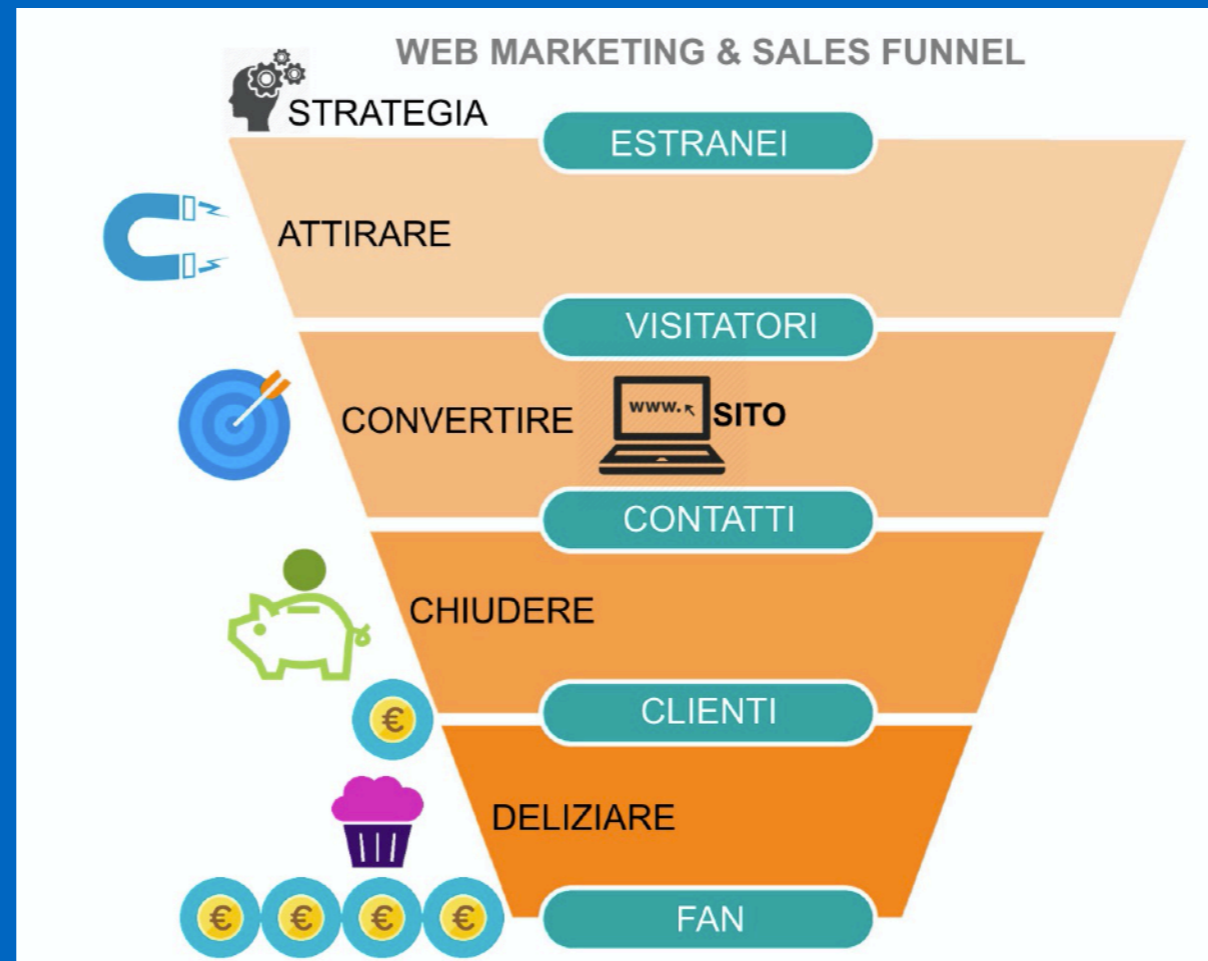 WEB MARKETING & SALES FUNNEL
STRATEGIA
ESTRANEI
ATTIRARE
VISITATORI
CONVERTIRE
www.
SITO
CONTATTI
CHIUDERE
CLIENTI
€
DELIZIARE
€ € € €
FAN